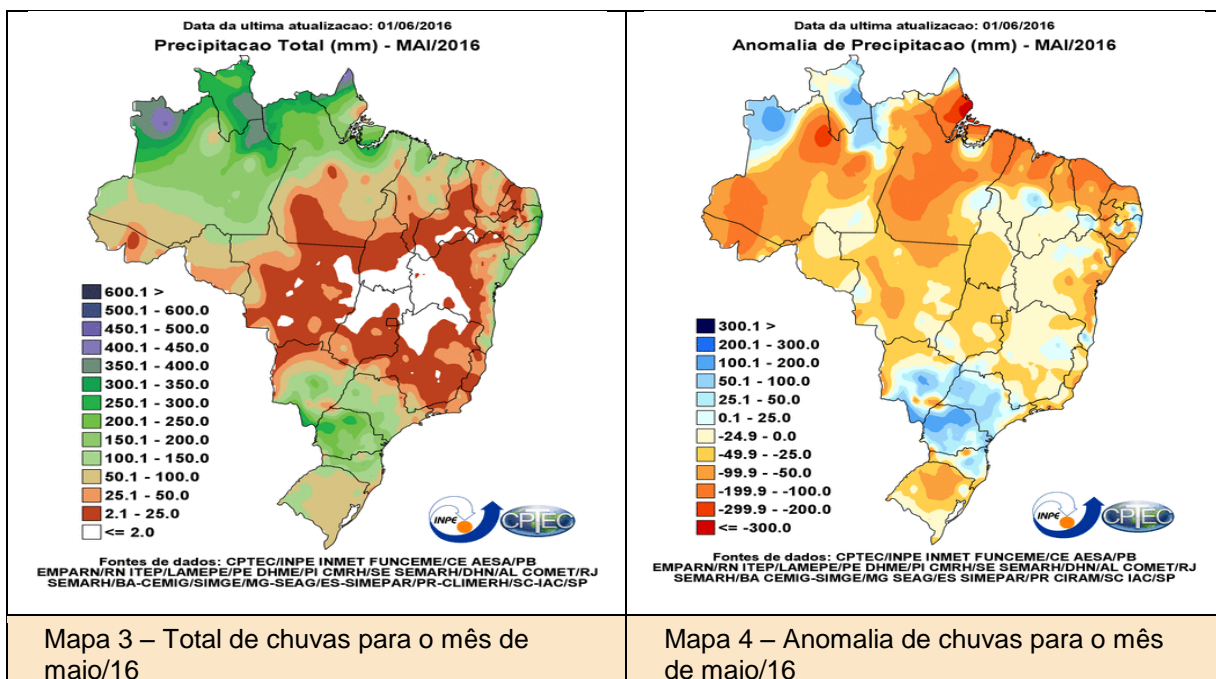 Data da ultima atualizacao: 01/06/2016
Precipitacao Total (mm) - MAI/2016
600.1 >
500.1 - 600.0
450.1 - 500.0
400.1 - 450.0
350.1 - 400.0
300.1 - 350.0
250.1 - 300.0
200.1 - 250.0
150.1 - 200.0
100.1 - 150.0
50.1 - 100.0
25.1 - 50.0
2.1 - 25.0
<= 2.0
INPE
CPTEC
Fontes de dados: CPTEC/INPE INMET FUNCEME/CE AESA/PB
EMPARN/RN ITEP/LAMEPE/PE DHME/PI CMRH/SE SEMARH/DHN/AL COMET/RJ
SEMARH/BA-CEMIG/SIMGE/MG-SEAG/ES-SIMEPAR/PR-CLIMERH/SC-IAC/SP
Mapa 3 – Total de chuvas para o mês de
maio/16
Data da ultima atualizacao: 01/06/2016
Anomalia de Precipitacao (mm) - MAI/2016
300.1 >
200.1 - 300.0
100.1 - 200.0
50.1 - 100.0
25.1 - 50.0
0.1 - 25.0
-24.9 - 0.0
-49.9 - -25.0
-99.9 - -50.0
-199.9 - -100.0
-299.9 - -200.0
<= -300.0
INPE
CPTEC
Fontes de dados: CPTEC/INPE INMET FUNCEME/CE AESA/PB
EMPARN/RN ITEP/LAMEPE/PE DHME/PI CMRH/SE SEMARH/DHN/AL COMET/RJ
SEMARH/BA CEMIG-SIMGE/MG SEAG/ES SIMEPAR/PR CIRAM/SC IAC/SP
Mapa 4 – Anomalia de chuvas para o mês
de maio/16